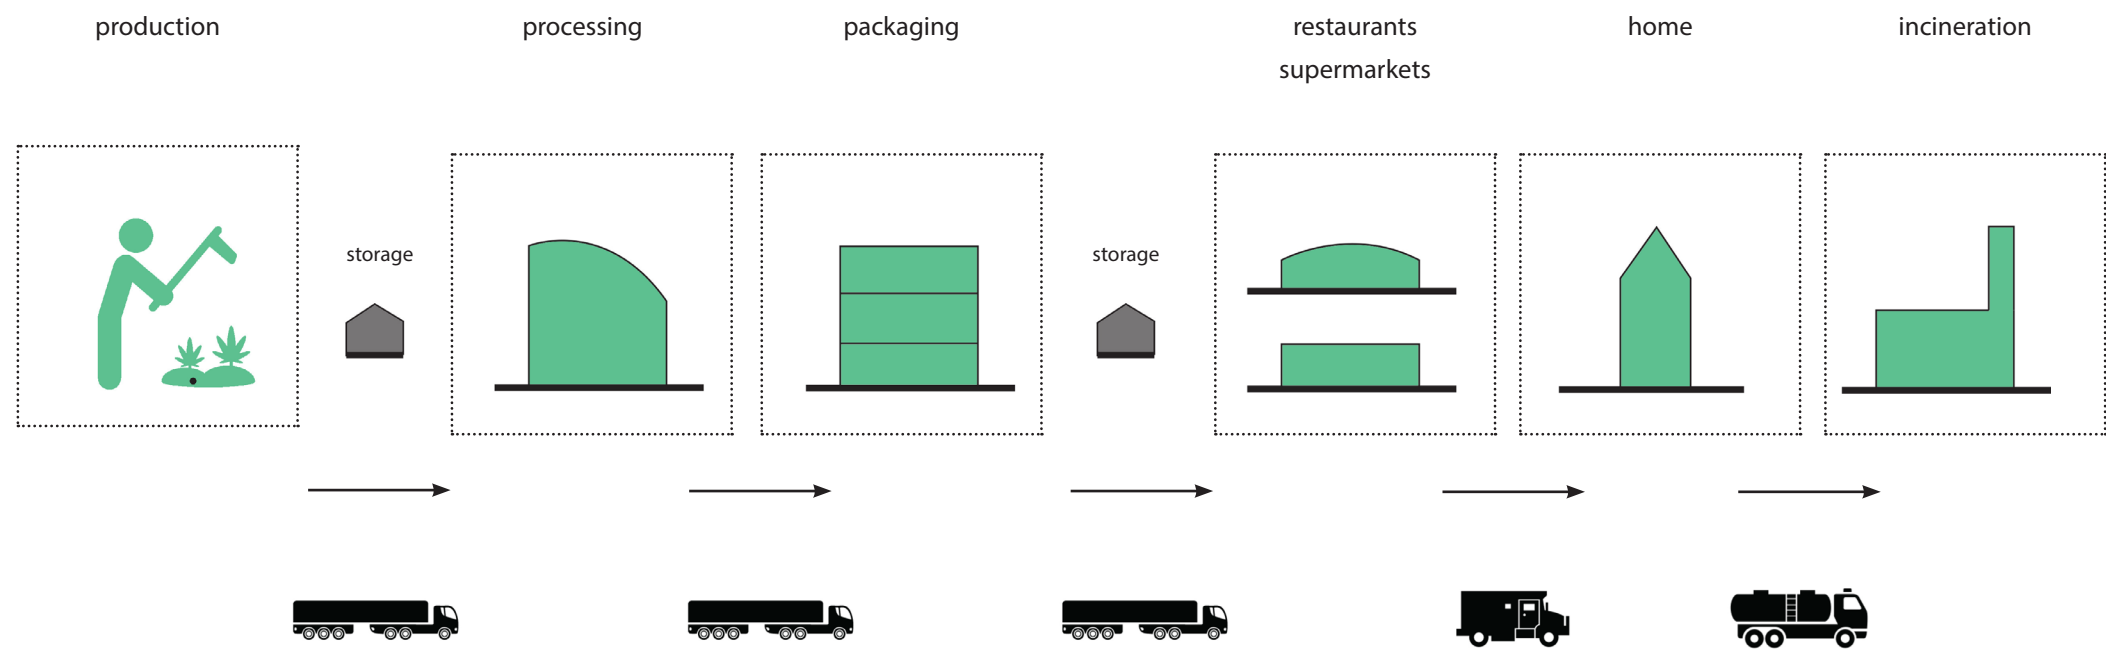 production
processing
packaging
restaurants
supermarkets
home
incineration
storage
storage